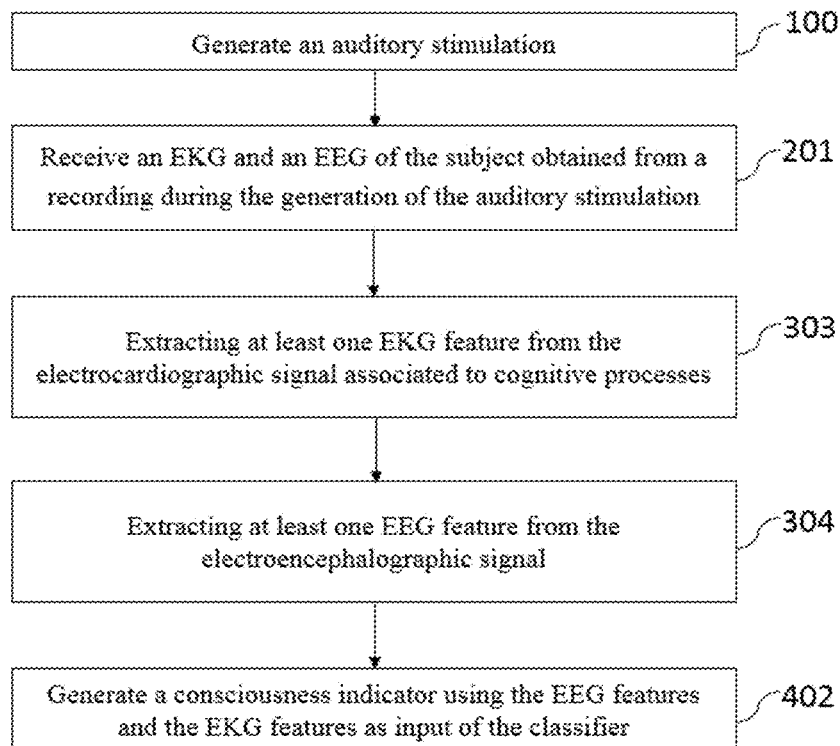 Generate an auditory stimulation
100
Receive an EKG and an EEG of the subject obtained from a
recording during the generation of the auditory stimulation
201
Extracting at least one EKG feature from the
electrocardiographic signal associated to cognitive processes
303
Extracting at least one EEG feature from the
electroencephalographic signal
304
Generate a consciousness indicator using the EEG features
and the EKG features as input of the classifier
402